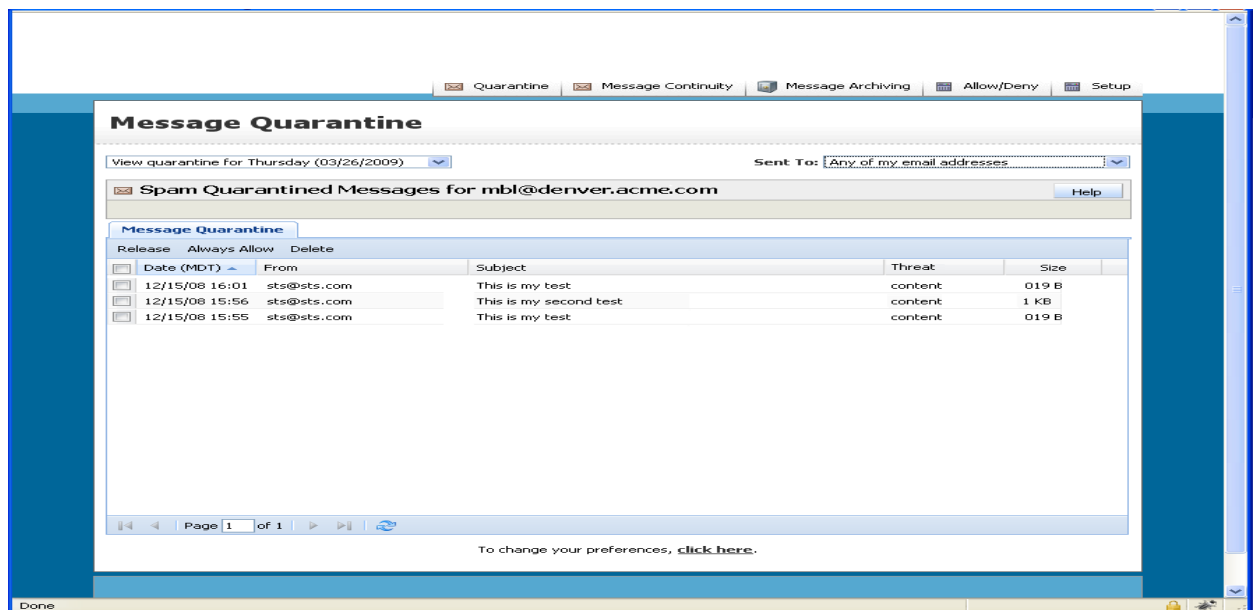 Quarantine Message Continuity Message Archiving Allow/Deny Setup
Message Quarantine
View quarantine for Thursday (03/26/2009) Sent To: Any of my email addresses
Spam Quarantined Messages for mbl@denver.acme.com Help
Message Quarantine
Release Always Allow Delete
Date (MDT) From Subject Threat Size
12/15/08 16:01 sts@sts.com This is my test content 019 B
12/15/08 15:56 sts@sts.com This is my second test content 1 KB
12/15/08 15:55 sts@sts.com This is my test content 019 B
Page 1 of 1
To change your preferences, click here.
Done